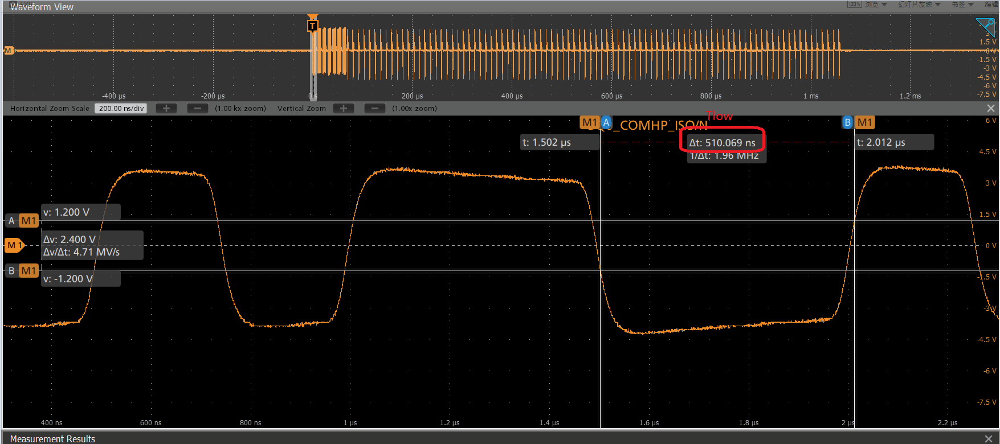 Waveform View
100% 浏览 幻灯片放映 书签 编辑
T
M 1
3 V
1.5 V
0 V
-1.5 V
-3 V
-4.5 V
-6 V
-7.5 V
-400 µs -200 µs 0 s 200 µs 400 µs 600 µs 800 µs 1 ms 1.2 ms
Horizontal Zoom Scale 200.00 ns/div + − (1.00 kx zoom) Vertical Zoom + − (1.00x zoom)
Tlow
M1 A _COMHP_ISO/N B M1
6 V
t: 1.502 µs Δt: 510.069 ns t: 2.012 µs
1/Δt: 1.96 MHz
4.5 V
3 V
v: 1.200 V
1.5 V
A M1
Δv: 2.400 V
M 1
0 V
Δv/Δt: 4.71 MV/s
B M1
v: -1.200 V
-1.5 V
-3 V
-4.5 V
-6 V
-7.5 V
400 ns 600 ns 800 ns 1 µs 1.2 µs 1.4 µs 1.6 µs 1.8 µs 2 µs 2.2 µs
Measurement Results